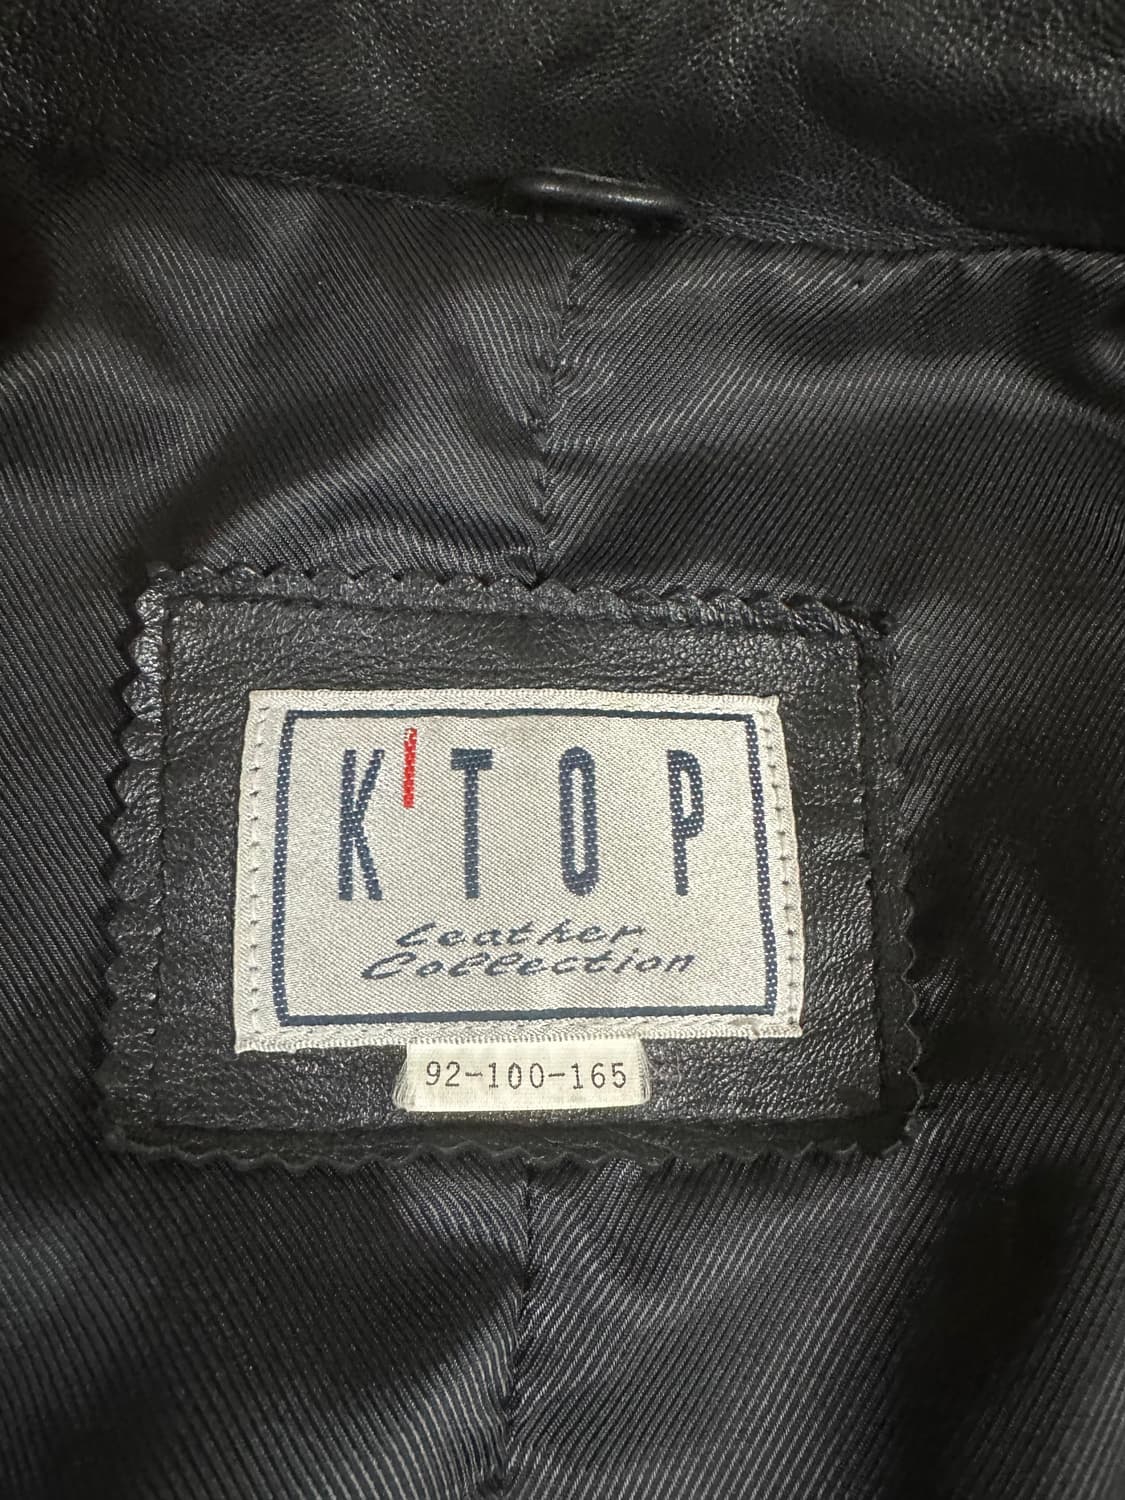 K'TOP
Leather
Collection
92-100-165